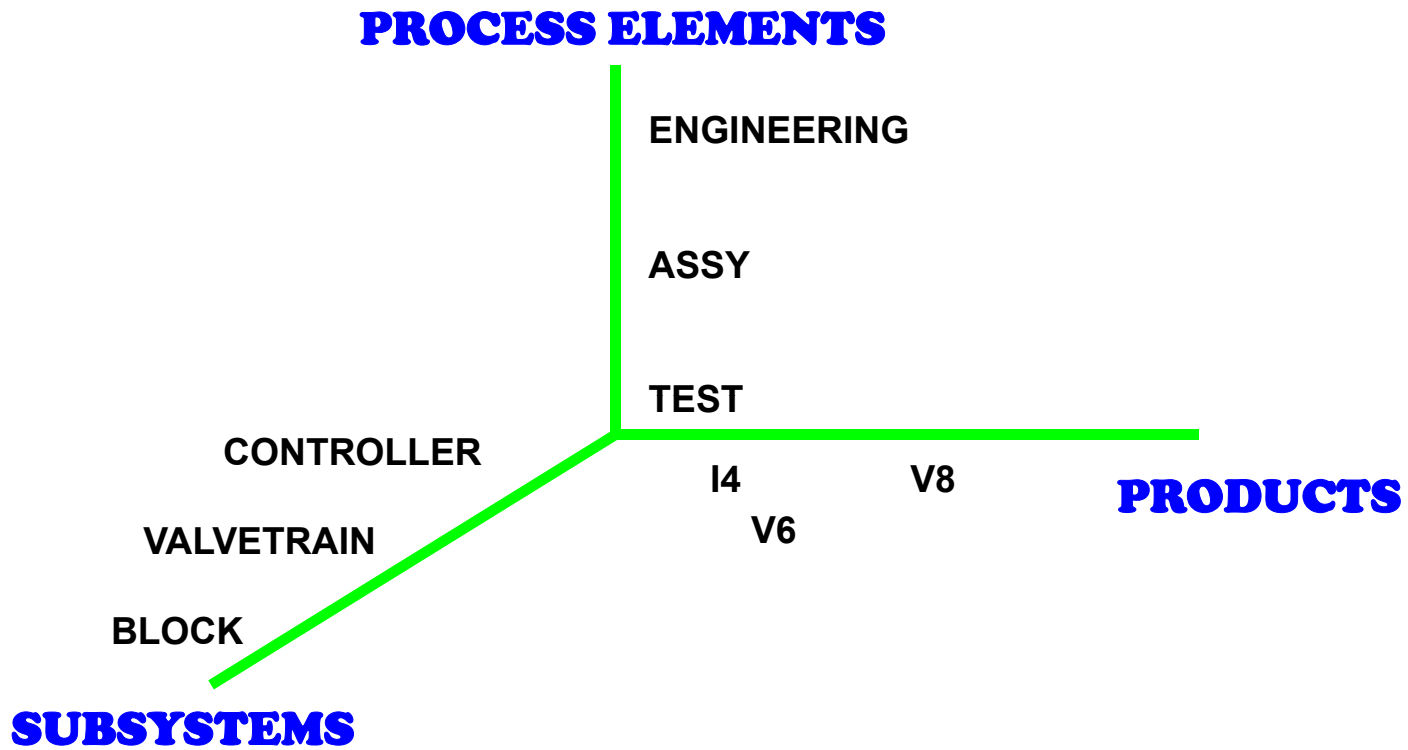 PROCESS ELEMENTS
ENGINEERING
ASSY
TEST
CONTROLLER
VALVETRAIN
BLOCK
SUBSYSTEMS
I4 V8
V6
PRODUCTS